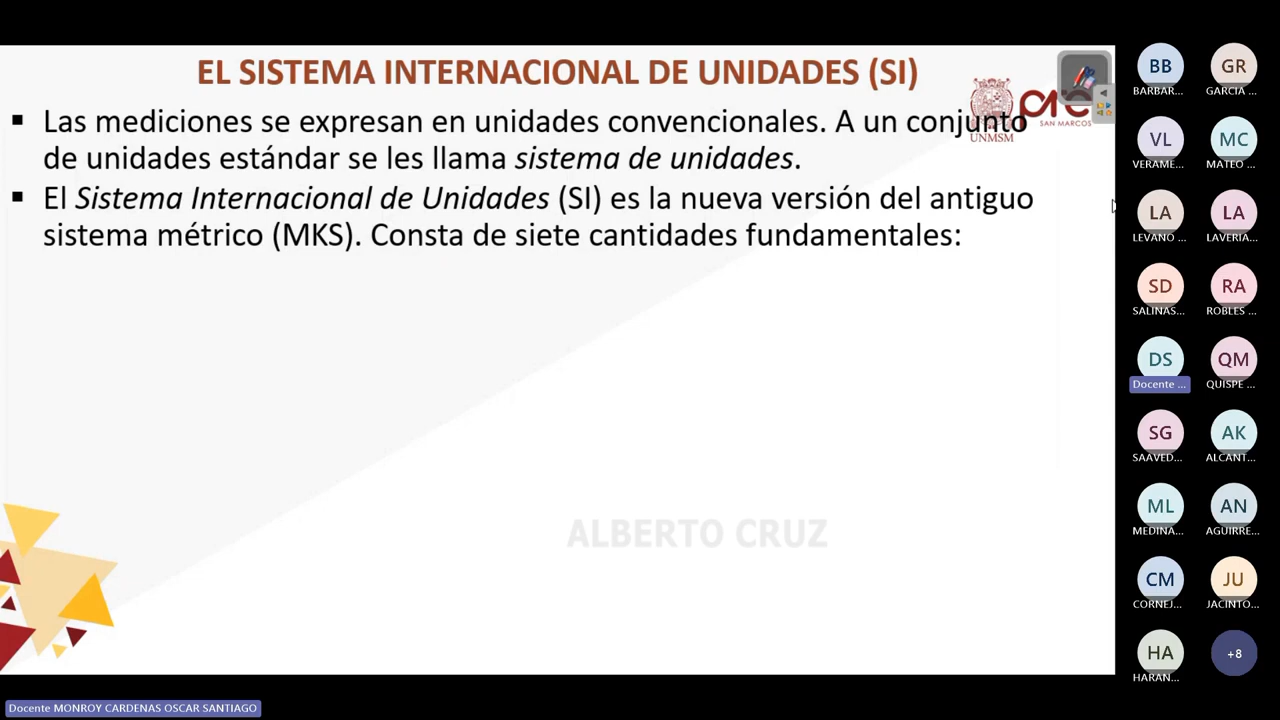 EL SISTEMA INTERNACIONAL DE UNIDADES (SI)
UNMSM
SAN MARCOS
▪ Las mediciones se expresan en unidades convencionales. A un conjunto
de unidades estándar se les llama sistema de unidades.
▪ El Sistema Internacional de Unidades (SI) es la nueva versión del antiguo
sistema métrico (MKS). Consta de siete cantidades fundamentales:
ALBERTO CRUZ
BB
BARBAR...
GR
GARCIA ...
VL
VERAME...
MC
MATEO ...
LA
LEVANO ...
LA
LAVERIA...
SD
SALINAS...
RA
ROBLES ...
DS
Docente ...
QM
QUISPE ...
SG
SAAVED...
AK
ALCANT...
ML
MEDINA...
AN
AGUIRRE...
CM
CORNEJ...
JU
JACINTO...
HA
HARAN...
+8
Docente MONROY CARDENAS OSCAR SANTIAGO